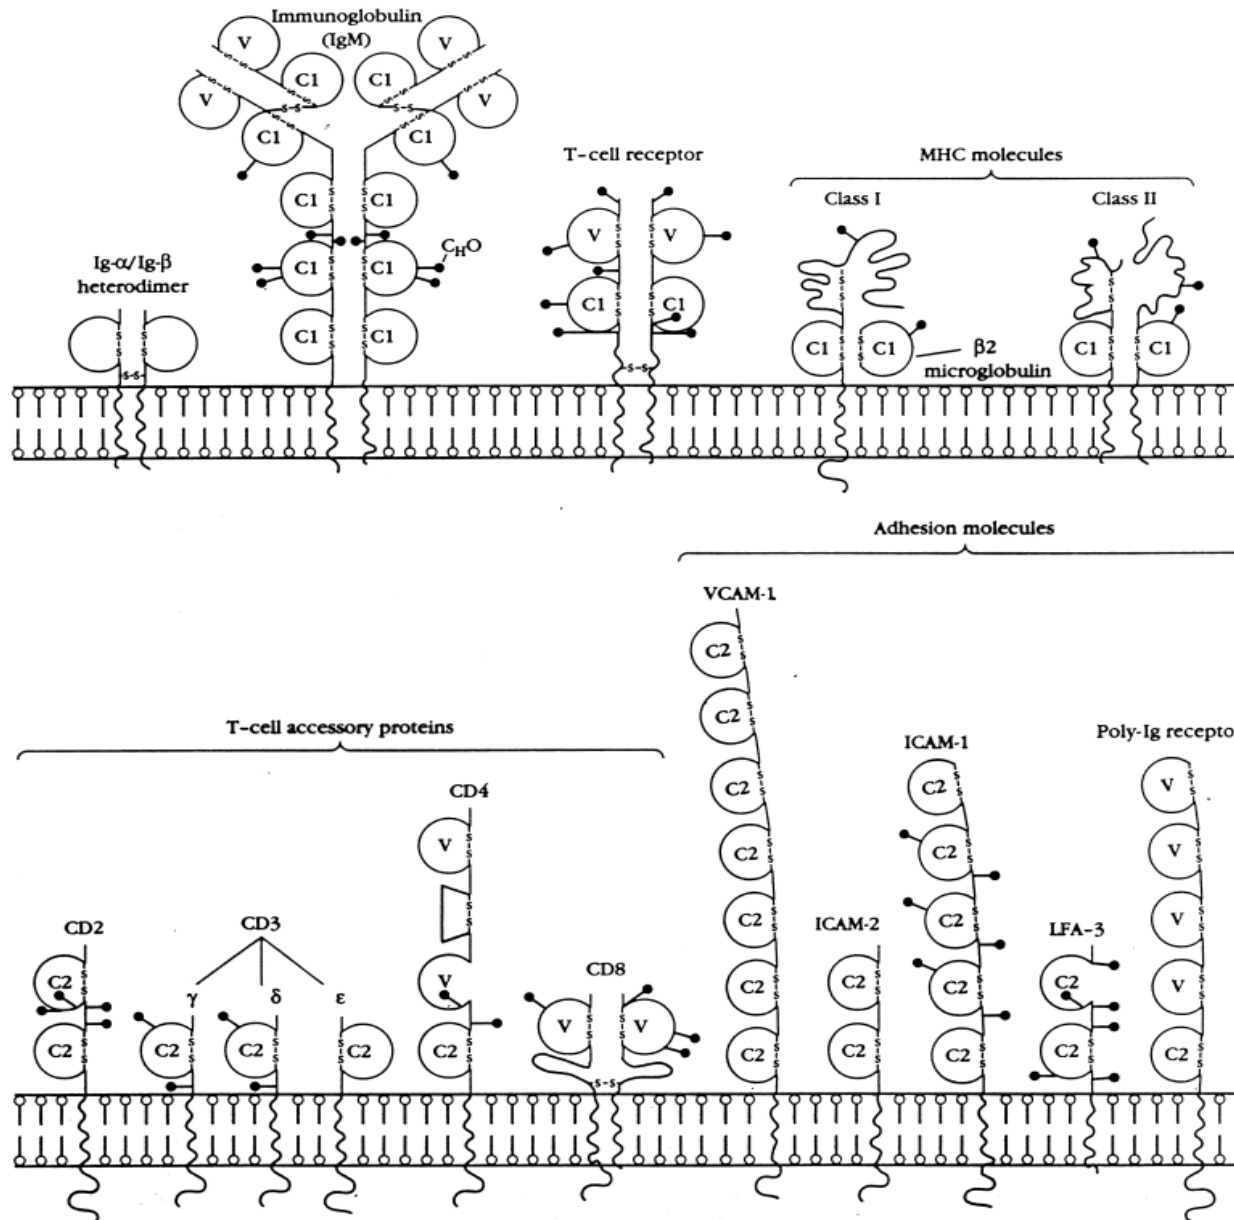 Immunoglobulin
(IgM)
V
V
V
V
C1
C1
C1
C1
T-cell receptor
MHC molecules
Class I
Class II
C1
C1
CHO
Ig-α/Ig-β
heterodimer
C1
C1
C1
C1
V
V
C1
C1
C1
C1
β2
microglobulin
C1
C1
S-S
Adhesion molecules
VCAM-1
C2
C2
C2
C2
C2
C2
C2
T-cell accessory proteins
ICAM-1
C2
C2
C2
C2
C2
Poly-Ig recepto
V
V
V
V
C2
CD4
V
V
C2
CD2
C2
C2
CD3
γ
δ
ε
C2
C2
C2
CD8
V
V
S-S
ICAM-2
C2
C2
LFA-3
C2
C2